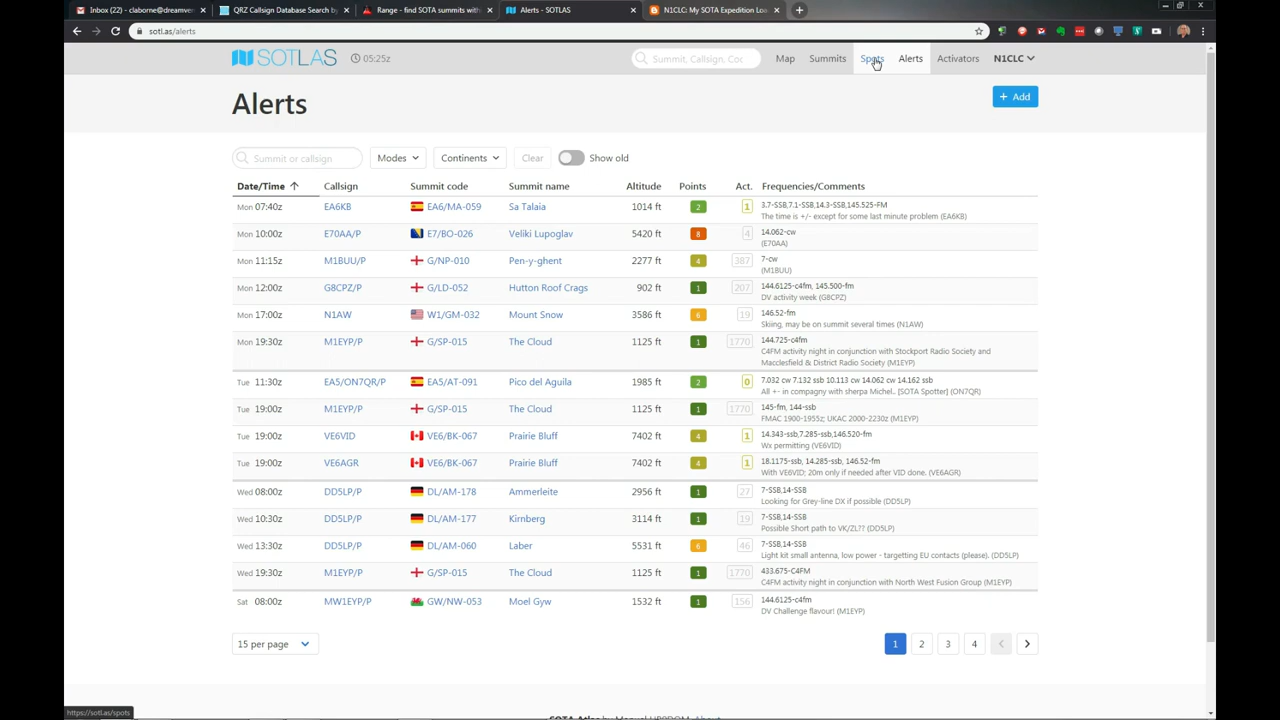 Inbox (22) - claborne@dreamver
QRZ Callsign Database Search by
Range - find SOTA summits with
Alerts - SOTLAS
N1CLC: My SOTA Expedition Loa
sotl.as/alerts
SOTLAS
05:25z
Summit, Callsign, Coc
Map
Summits
Spots
Alerts
Activators
N1CLC
Alerts
+ Add
Summit or callsign
Modes
Continents
Clear
Show old
Date/Time Callsign Summit code Summit name Altitude Points Act. Frequencies/Comments
Mon 07:40z EA6KB EA6/MA-059 Sa Talaia 1014 ft 2 1 3.7-SSB,7.1-SSB,14.3-SSB,145.525-FM
The time is +/- except for some last minute problem (EA6KB)
Mon 10:00z E70AA/P E7/BO-026 Veliki Lupoglav 5420 ft 8 4 14.062-cw
(E70AA)
Mon 11:15z M1BUU/P G/NP-010 Pen-y-ghent 2277 ft 4 387 7-cw
(M1BUU)
Mon 12:00z G8CPZ/P G/LD-052 Hutton Roof Crags 902 ft 1 207 144.6125-c4fm, 145.500-fm
DV activity week (G8CPZ)
Mon 17:00z N1AW W1/GM-032 Mount Snow 3586 ft 6 19 146.52-fm
Skiing, may be on summit several times (N1AW)
Mon 19:30z M1EYP/P G/SP-015 The Cloud 1125 ft 1 1770 144.725-c4fm
C4FM activity night in conjunction with Stockport Radio Society and
Macclesfield & District Radio Society (M1EYP)
Tue 11:30z EA5/ON7QR/P EA5/AT-091 Pico del Aguila 1985 ft 2 0 7.032 cw 7.132 ssb 10.113 cw 14.062 cw 14.162 ssb
All +- in compagny with sherpa Michel.. [SOTA Spotter] (ON7QR)
Tue 19:00z M1EYP/P G/SP-015 The Cloud 1125 ft 1 1770 145-fm, 144-ssb
FMAC 1900-1955z; UKAC 2000-2230z (M1EYP)
Tue 19:00z VE6VID VE6/BK-067 Prairie Bluff 7402 ft 4 1 14.343-ssb,7.285-ssb,146.520-fm
Wx permitting (VE6VID)
Tue 19:00z VE6AGR VE6/BK-067 Prairie Bluff 7402 ft 4 1 18.1175-ssb, 14.285-ssb, 146.52-fm
With VE6VID; 20m only if needed after VID done. (VE6AGR)
Wed 08:00z DD5LP/P DL/AM-178 Ammerleite 2956 ft 1 27 7-SSB,14-SSB
Looking for Grey-line DX if possible (DD5LP)
Wed 10:30z DD5LP/P DL/AM-177 Kirnberg 3114 ft 1 19 7-SSB,14-SSB
Possible Short path to VK/ZL?? (DD5LP)
Wed 13:30z DD5LP/P DL/AM-060 Laber 5531 ft 6 46 7-SSB,14-SSB
Light kit small antenna, low power - targetting EU contacts (please). (DD5LP)
Wed 19:30z M1EYP/P G/SP-015 The Cloud 1125 ft 1 1770 433.675-C4FM
C4FM activity night in conjunction with North West Fusion Group (M1EYP)
Sat 08:00z MW1EYP/P GW/NW-053 Moel Gyw 1532 ft 1 156 144.6125-c4fm
DV Challenge flavour! (M1EYP)
15 per page
1 2 3 4
https://sotl.as/spots